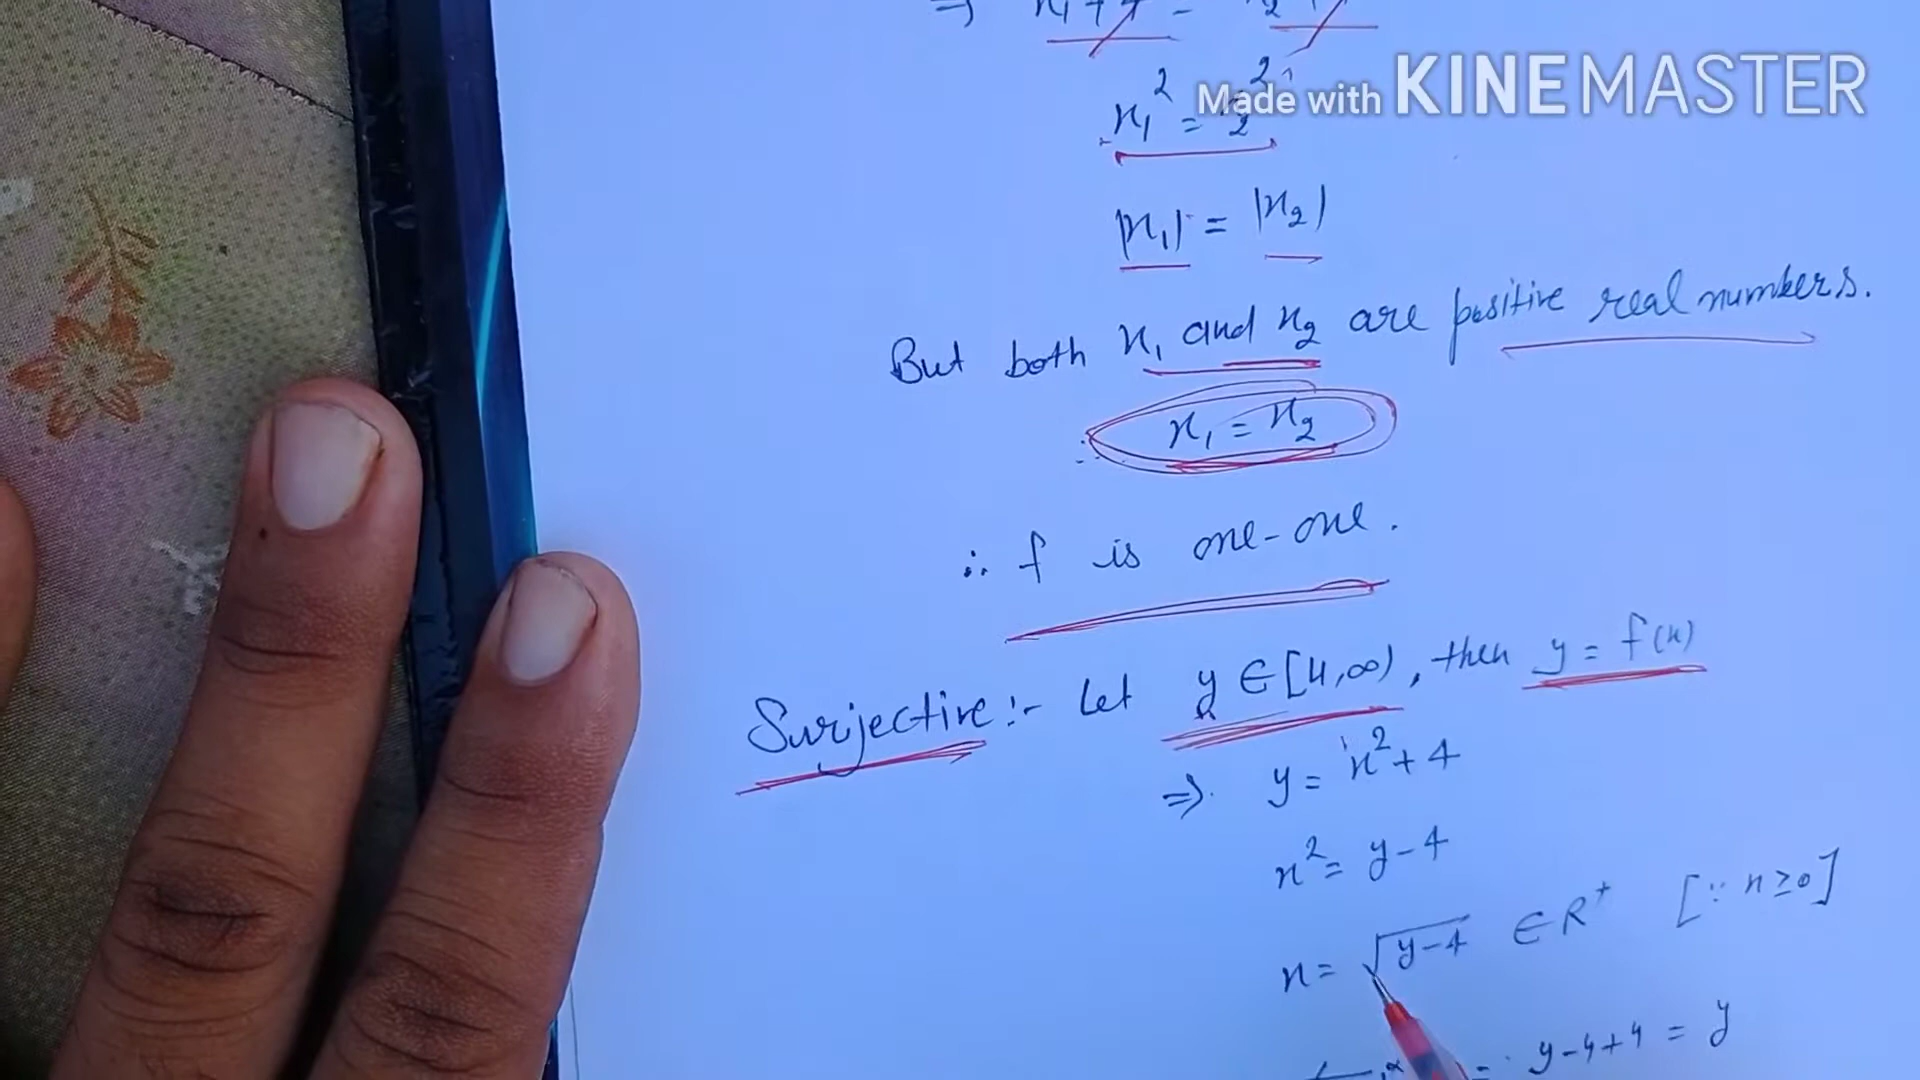 Made with KINEMASTER
x₁² = ₂²
|x₁| = |x₂|
But both x₁ and x₂ are positive real numbers.
∴ x₁ = x₂
∴ f is one-one.
Surjective :- Let y ∈ [4,∞), then y = f(x)
⇒ y = x² + 4
x² = y - 4
x = √(y-4) ∈ R⁺ [∵ x ≥ 0]
= y-4+4 = y